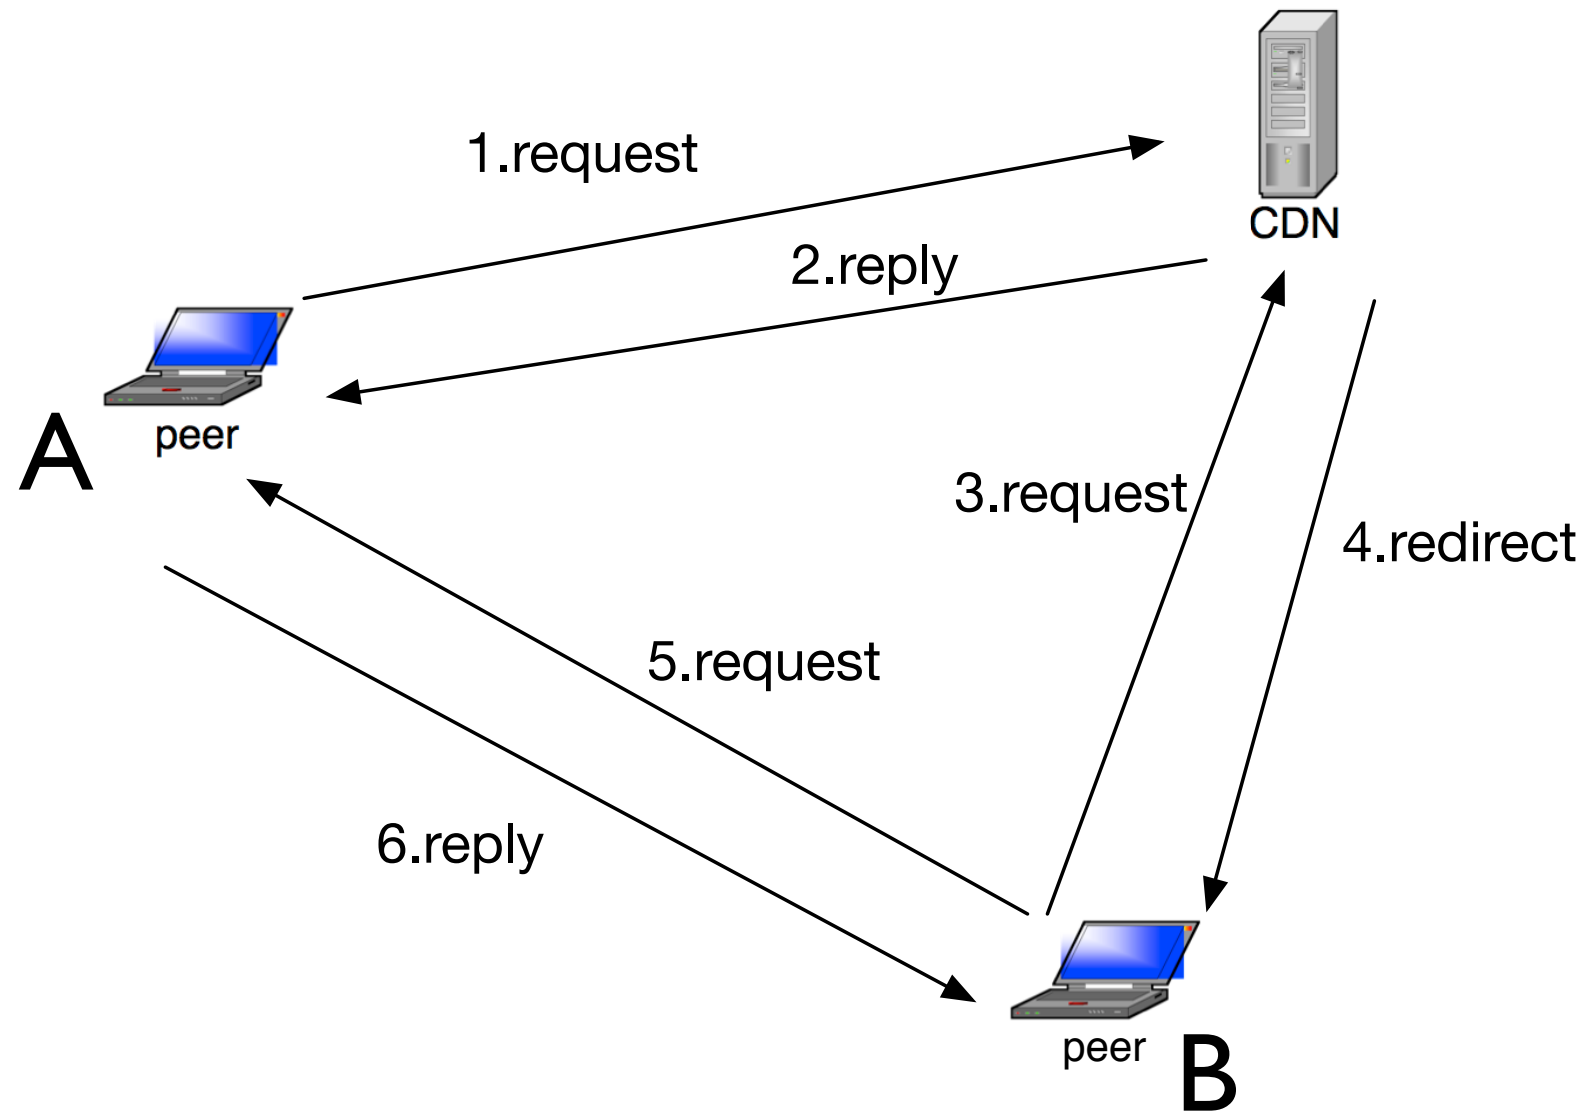 1.request
CDN
2.reply
A
peer
3.request
4.redirect
5.request
6.reply
peer
B